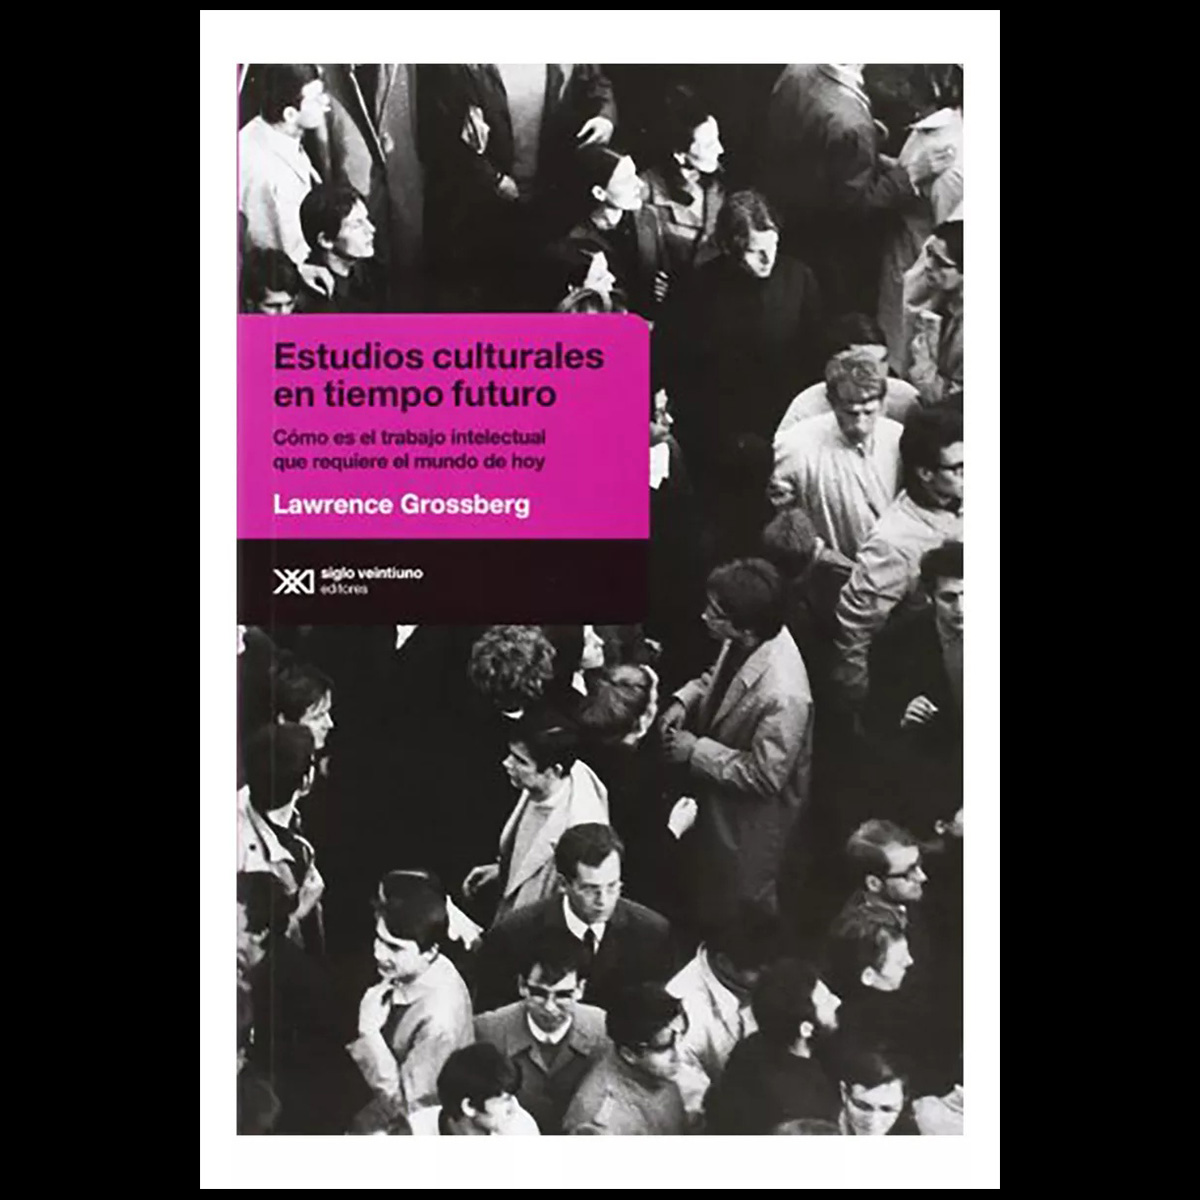 Estudios culturales
en tiempo futuro
Cómo es el trabajo intelectual
que requiere el mundo de hoy
Lawrence Grossberg
siglo veintiuno
editores